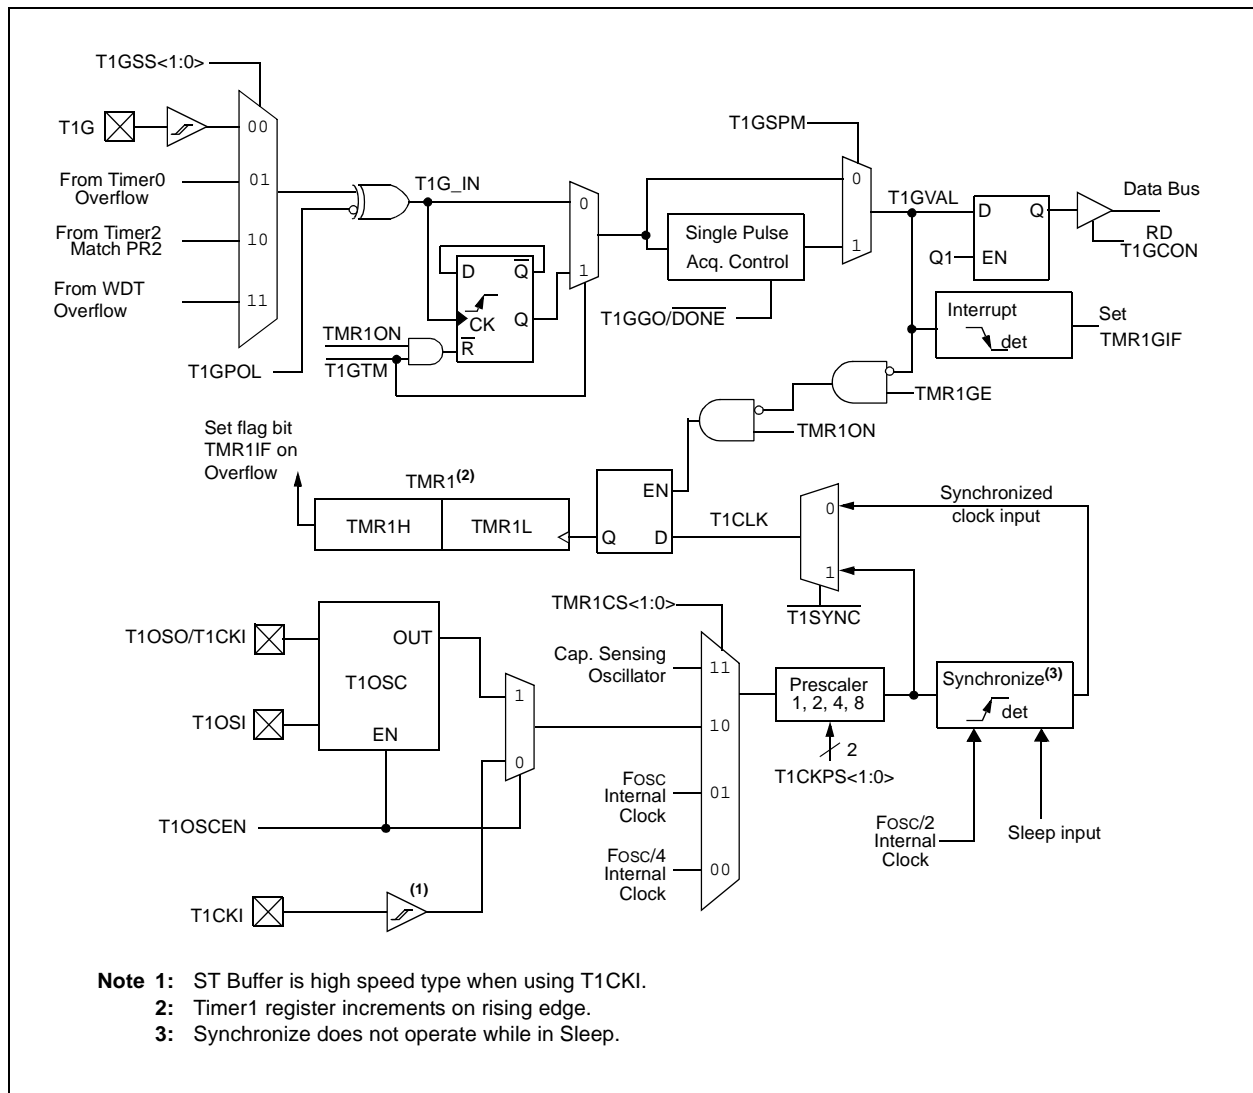 T1GSS<1:0>
T1G
00
From Timer0
Overflow
01
From Timer2
Match PR2
10
From WDT
Overflow
11
T1GPOL
T1G_IN
D
Q
CK
Q
R
TMR1ON
T1GTM
0
1
T1GSPM
Single Pulse
Acq. Control
T1GGO/DONE
0
1
T1GVAL
D
Q
Q1
EN
Data Bus
RD
T1GCON
Interrupt
det
Set
TMR1GIF
TMR1GE
TMR1ON
Set flag bit
TMR1IF on
Overflow
TMR1(2)
TMR1H
TMR1L
EN
Q
D
T1CLK
0
1
T1SYNC
Synchronized
clock input
T1OSO/T1CKI
OUT
T1OSC
T1OSI
EN
1
0
T1OSCEN
T1CKI
(1)
TMR1CS<1:0>
Cap. Sensing
Oscillator
11
10
FOSC
Internal
Clock
01
FOSC/4
Internal
Clock
00
Prescaler
1, 2, 4, 8
2
T1CKPS<1:0>
Synchronize(3)
det
FOSC/2
Internal
Clock
Sleep input
Note 1: ST Buffer is high speed type when using T1CKI.
2: Timer1 register increments on rising edge.
3: Synchronize does not operate while in Sleep.